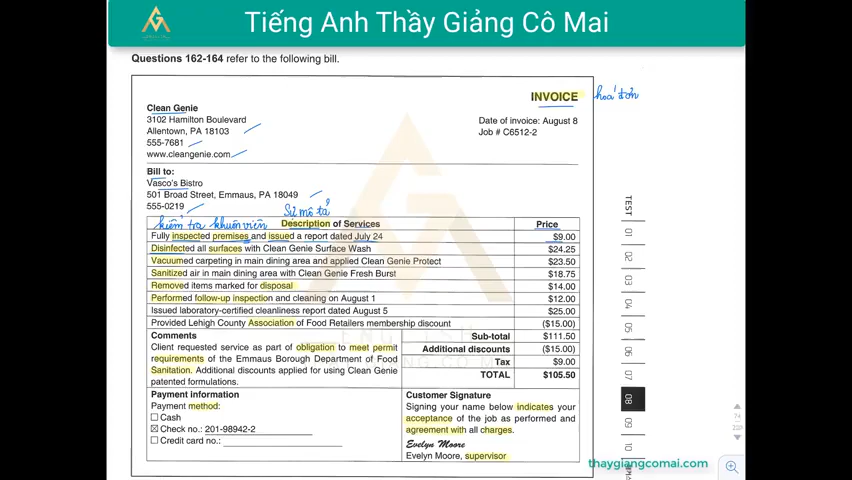 Tiếng Anh Thầy Giảng Cô Mai
Questions 162-164 refer to the following bill.
INVOICE hoá đơn
Clean Genie
3102 Hamilton Boulevard
Allentown, PA 18103
555-7681
www.cleangenie.com
Date of invoice: August 8
Job # C6512-2
Bill to:
Vasco's Bistro
501 Broad Street, Emmaus, PA 18049
555-0219
kiểm tra khuôn viên Sự mô tả
Description of Services Price
Fully inspected premises and issued a report dated July 24 $9.00
Disinfected all surfaces with Clean Genie Surface Wash $24.25
Vacuumed carpeting in main dining area and applied Clean Genie Protect $23.50
Sanitized air in main dining area with Clean Genie Fresh Burst $18.75
Removed items marked for disposal $14.00
Performed follow-up inspection and cleaning on August 1 $12.00
Issued laboratory-certified cleanliness report dated August 5 $25.00
Provided Lehigh County Association of Food Retailers membership discount ($15.00)
Comments
Client requested service as part of obligation to meet permit
requirements of the Emmaus Borough Department of Food
Sanitation. Additional discounts applied for using Clean Genie
patented formulations.
Sub-total $111.50
Additional discounts ($15.00)
Tax $9.00
TOTAL $105.50
Payment information
Payment method:
Cash
Check no.: 201-98942-2
Credit card no.:
Customer Signature
Signing your name below indicates your
acceptance of the job as performed and
agreement with all charges.
Evelyn Moore
Evelyn Moore, supervisor
TEST
01
02
03
04
05
06
07
08
09
10
thaygiangcomai.com